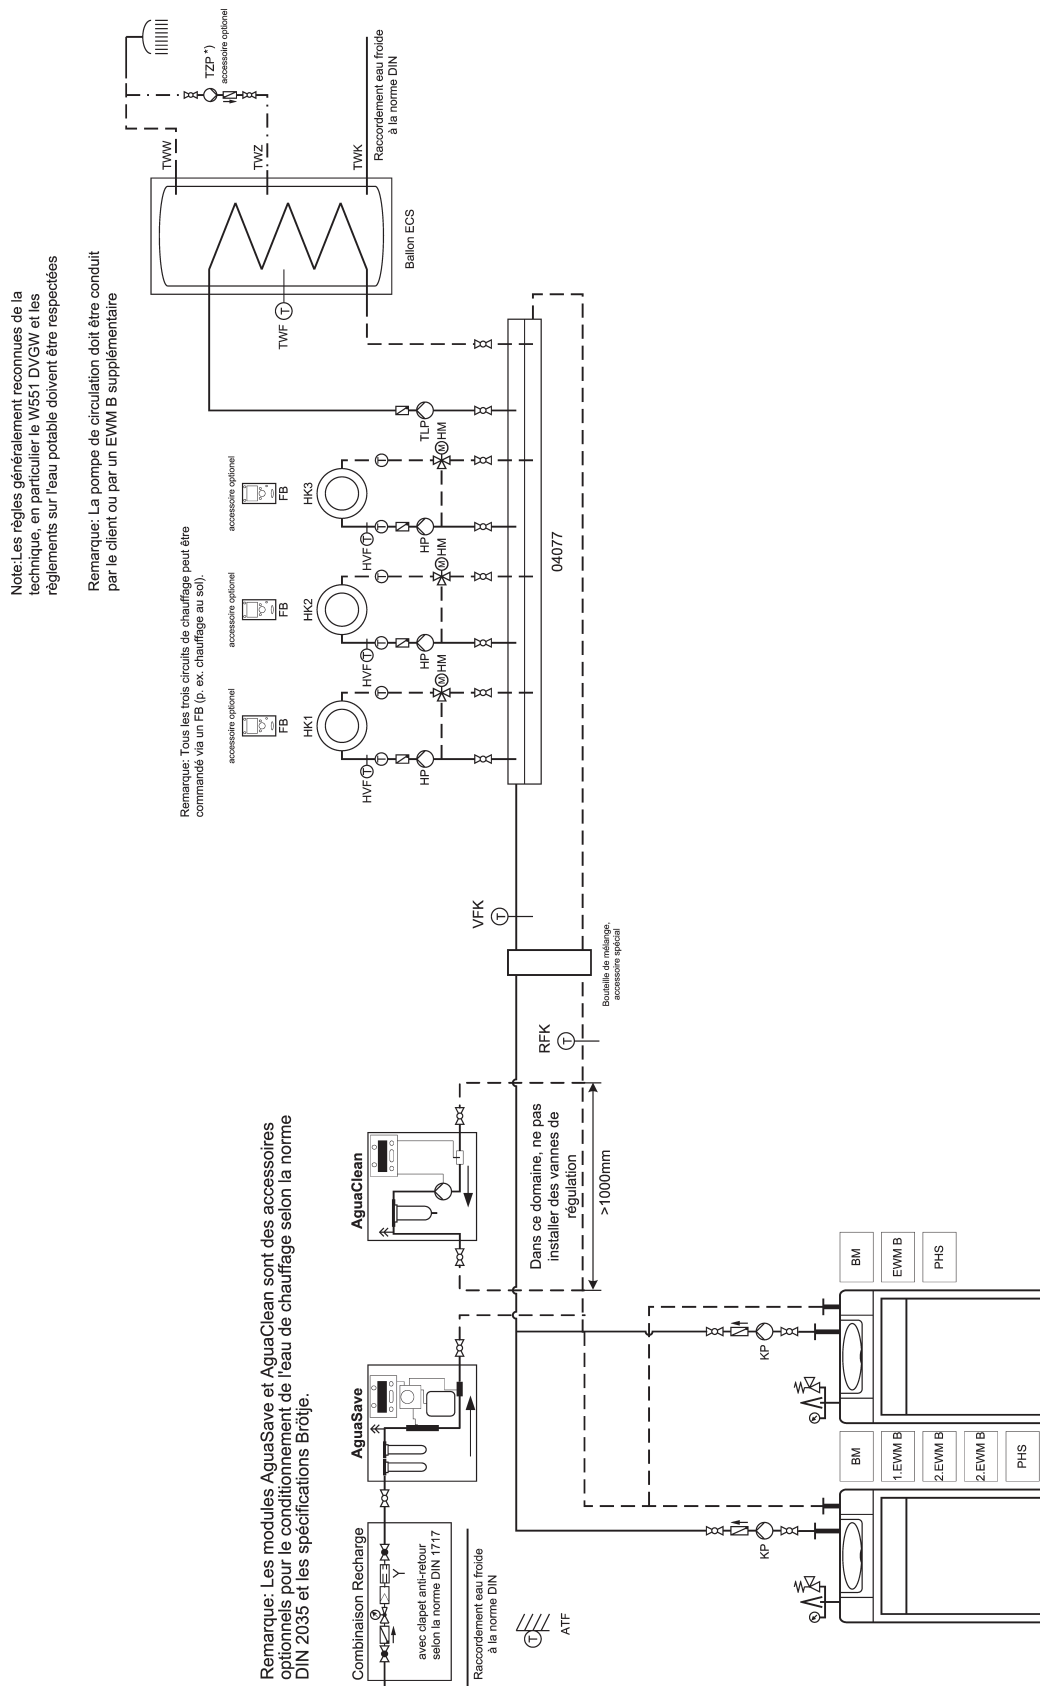 Note:Les règles généralement reconnues de la
technique, en particulier le W551 DVGW et les
règlements sur l'eau potable doivent être respectées
Remarque: La pompe de circulation doit être conduit
par le client ou par un EWM B supplémentaire
TZP*)
accessoire optionel
TWW
TWZ
TWK
Raccordement eau froide
à la norme DIN
Ballon ECS
TWF
T
Remarque: Tous les trois circuits de chauffage peut être
commandé via un FB (p. ex. chauffage au sol).
accessoire optionel
FB
HK1
HVF
T
T
T
HP
M
HM
accessoire optionel
FB
HK2
HVF
T
T
T
HP
M
HM
accessoire optionel
FB
HK3
HVF
T
T
T
HP
M
HM
TLP
04077
VFK
T
Bouteille de mélange,
accessoire spécial
RFK
T
Remarque: Les modules AguaSave et AguaClean sont des accessoires
optionnels pour le conditionnement de l'eau de chauffage selon la norme
DIN 2035 et les spécifications Brötje.
AguaClean
Dans ce domaine, ne pas
installer des vannes de
régulation
>1000mm
AguaSave
Combinaison Recharge
Y
avec clapet anti-retour
selon la norme DIN 1717
Raccordement eau froide
à la norme DIN
T
ATF
KP
BM
1.EWM B
2.EWM B
2.EWM B
PHS
KP
BM
EWM B
PHS